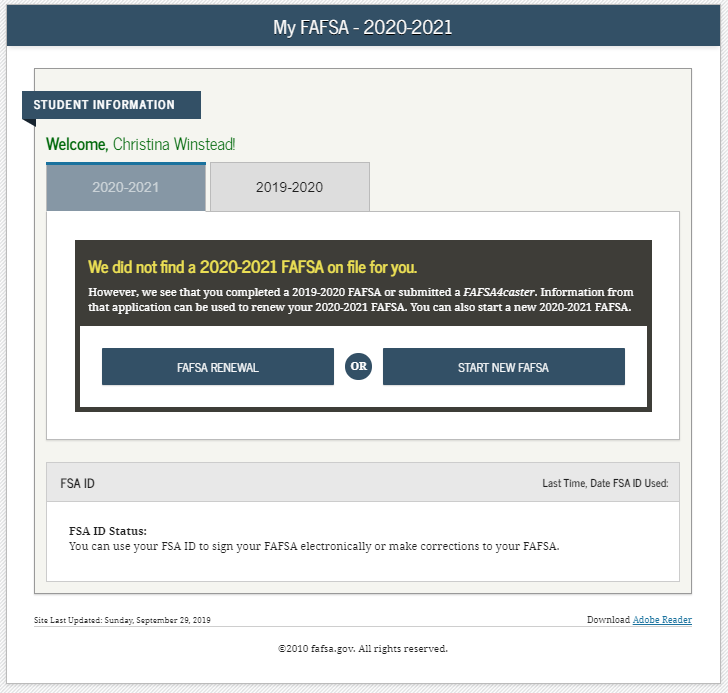 My FAFSA - 2020-2021
STUDENT INFORMATION
Welcome, Christina Winstead!
2020-2021
2019-2020
We did not find a 2020-2021 FAFSA on file for you.
However, we see that you completed a 2019-2020 FAFSA or submitted a FAFSA4caster. Information from
that application can be used to renew your 2020-2021 FAFSA. You can also start a new 2020-2021 FAFSA.
FAFSA RENEWAL
OR
START NEW FAFSA
FSA ID
Last Time, Date FSA ID Used:
FSA ID Status:
You can use your FSA ID to sign your FAFSA electronically or make corrections to your FAFSA.
Site Last Updated: Sunday, September 29, 2019
Download Adobe Reader
©2010 fafsa.gov. All rights reserved.